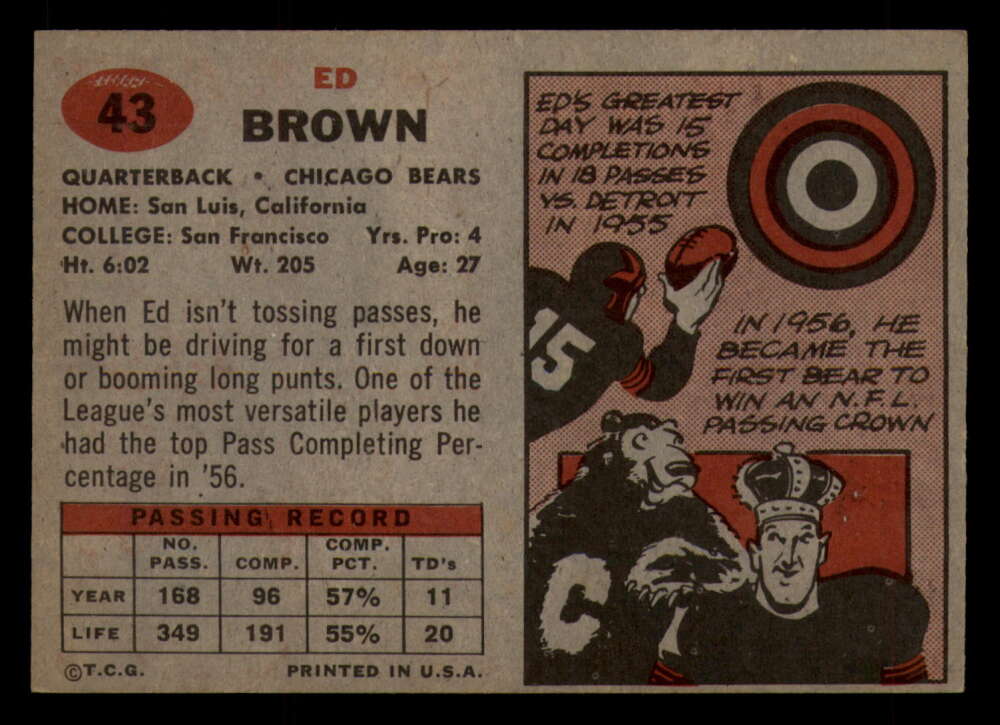 43
ED
BROWN
QUARTERBACK • CHICAGO BEARS
HOME: San Luis, California
COLLEGE: San Francisco Yrs. Pro: 4
Ht. 6:02 Wt. 205 Age: 27
When Ed isn't tossing passes, he
might be driving for a first down
or booming long punts. One of the
League's most versatile players he
had the top Pass Completing Per-
centage in '56.
PASSING RECORD
NO. PASS. COMP. COMP. PCT. TD's
YEAR 168 96 57% 11
LIFE 349 191 55% 20
©T.C.G. PRINTED IN U.S.A.
ED'S GREATEST
DAY WAS 15
COMPLETIONS
IN 18 PASSES
VS. DETROIT
IN 1955
15
IN 1956, HE
BECAME THE
FIRST BEAR TO
WIN AN N.F.L.
PASSING CROWN
C